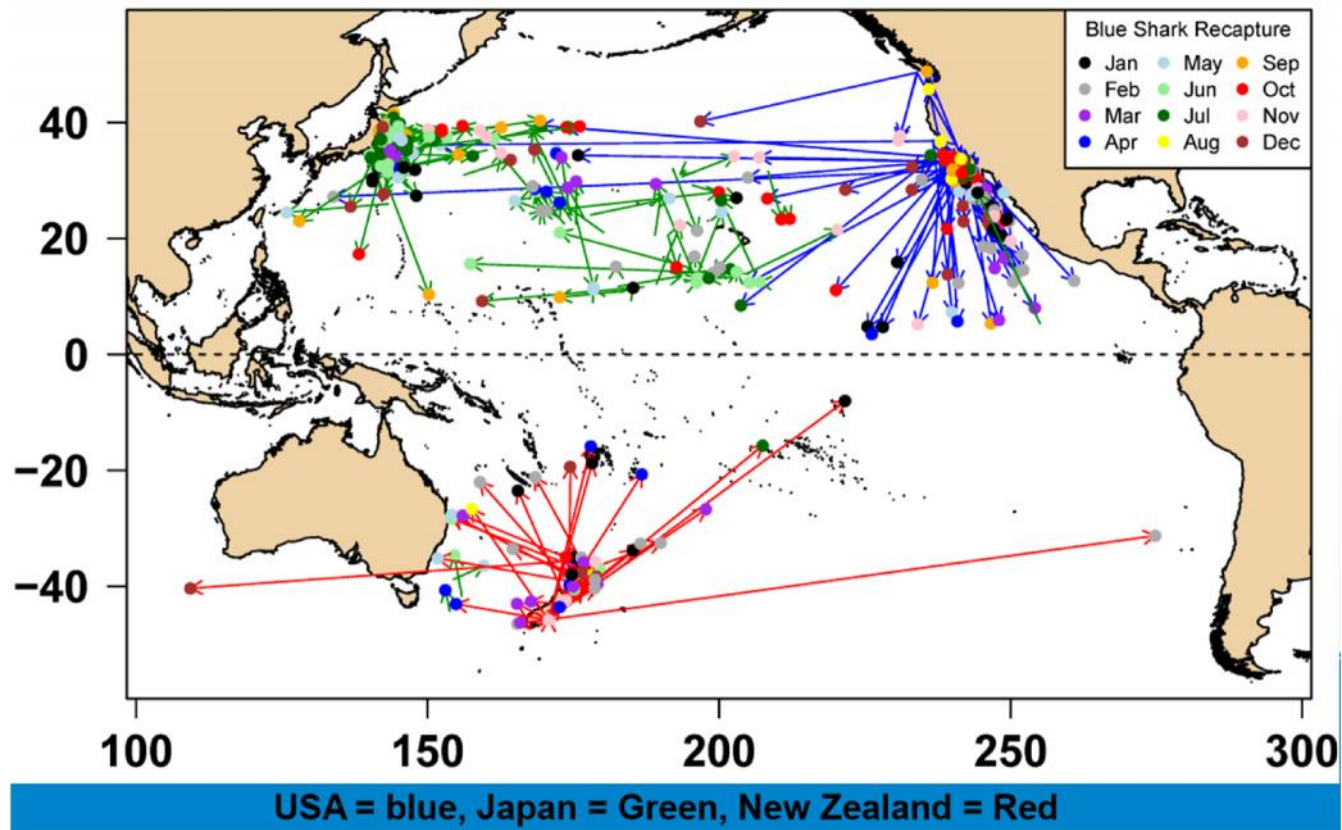 Blue Shark Recapture
Jan May Sep
Feb Jun Oct
Mar Jul Nov
Apr Aug Dec
40
20
0
−20
−40
100 150 200 250 300
USA = blue, Japan = Green, New Zealand = Red